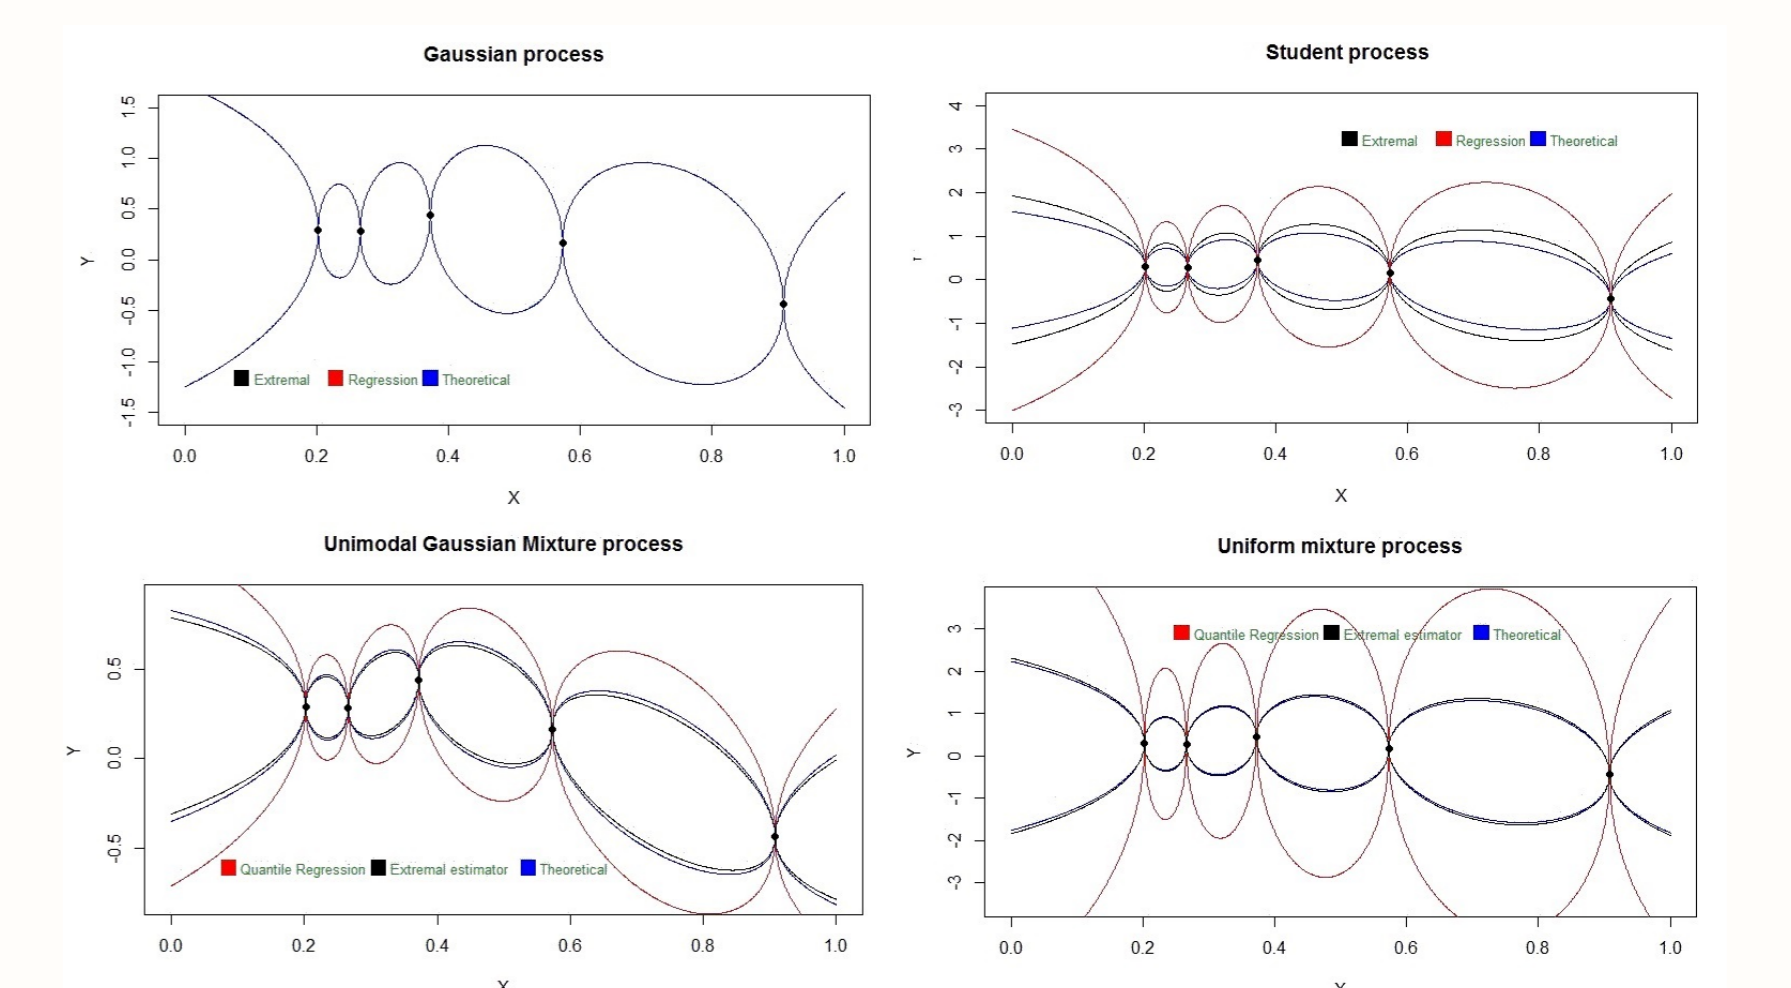 Gaussian process
1.5
1.0
0.5
0.0
-0.5
-1.0
-1.5
Y
Extremal Regression Theoretical
0.0 0.2 0.4 0.6 0.8 1.0
X
Student process
4
3
2
1
0
-1
-2
-3
Extremal Regression Theoretical
0.0 0.2 0.4 0.6 0.8 1.0
X
Unimodal Gaussian Mixture process
0.5
0.0
-0.5
Y
Quantile Regression Extremal estimator Theoretical
0.0 0.2 0.4 0.6 0.8 1.0
X
Uniform mixture process
3
2
1
0
-1
-2
-3
Y
Quantile Regression Extremal estimator Theoretical
0.0 0.2 0.4 0.6 0.8 1.0